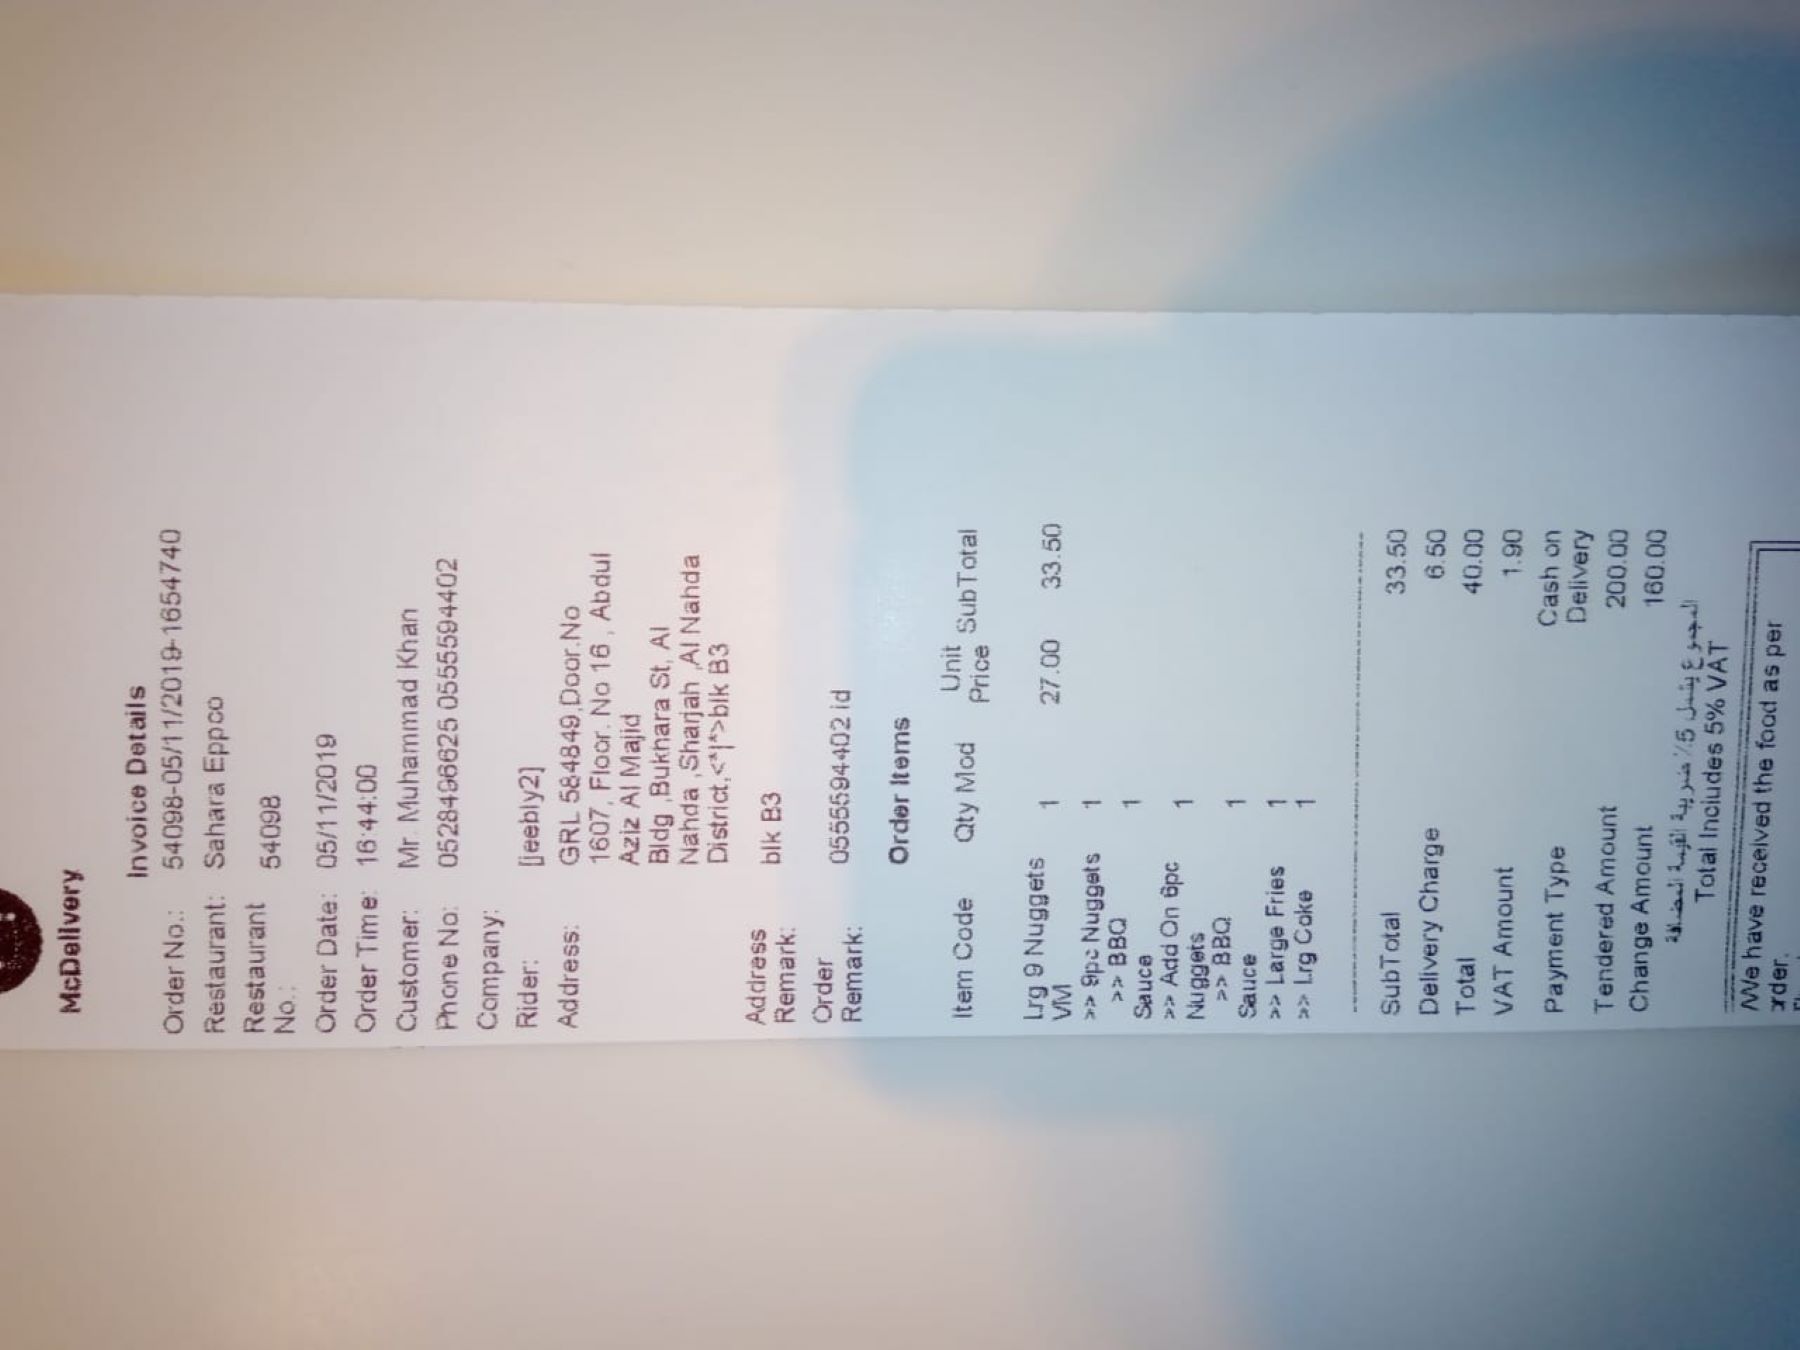 McDelivery
Invoice Details
Order No.: 54098-05/11/2019-1654740
Restaurant: Sahara Eppco
Restaurant No.: 54098
Order Date: 05/11/2019
Order Time: 16:44:00
Customer: Mr. Muhammad Khan
Phone No: 0528496625 0555594402
Company:
Rider: [jeebly2]
Address: GRL 584849,Door.No
1607, Floor. No 16 , Abdul
Aziz Al Majid
Bldg ,Bukhara St, Al
Nahda ,Sharjah ,Al Nahda
District,<*|*>blk B3
Address Remark: blk B3
Order Remark: 0555594402 id
Order Items
Item Code Qty Mod Unit Price SubTotal
Lrg 9 Nuggets VM 1 27.00 33.50
>> 9pc Nuggets 1
>> BBQ Sauce 1
>> Add On 6pc Nuggets 1
>> BBQ Sauce 1
>> Large Fries 1
>> Lrg Coke 1
SubTotal 33.50
Delivery Charge 6.50
Total 40.00
VAT Amount 1.90
Payment Type Cash on Delivery
Tendered Amount 200.00
Change Amount 160.00
المجموع يشمل 5٪ ضريبة القيمة المضافة
Total Includes 5% VAT
I/We have received the food as per
order.